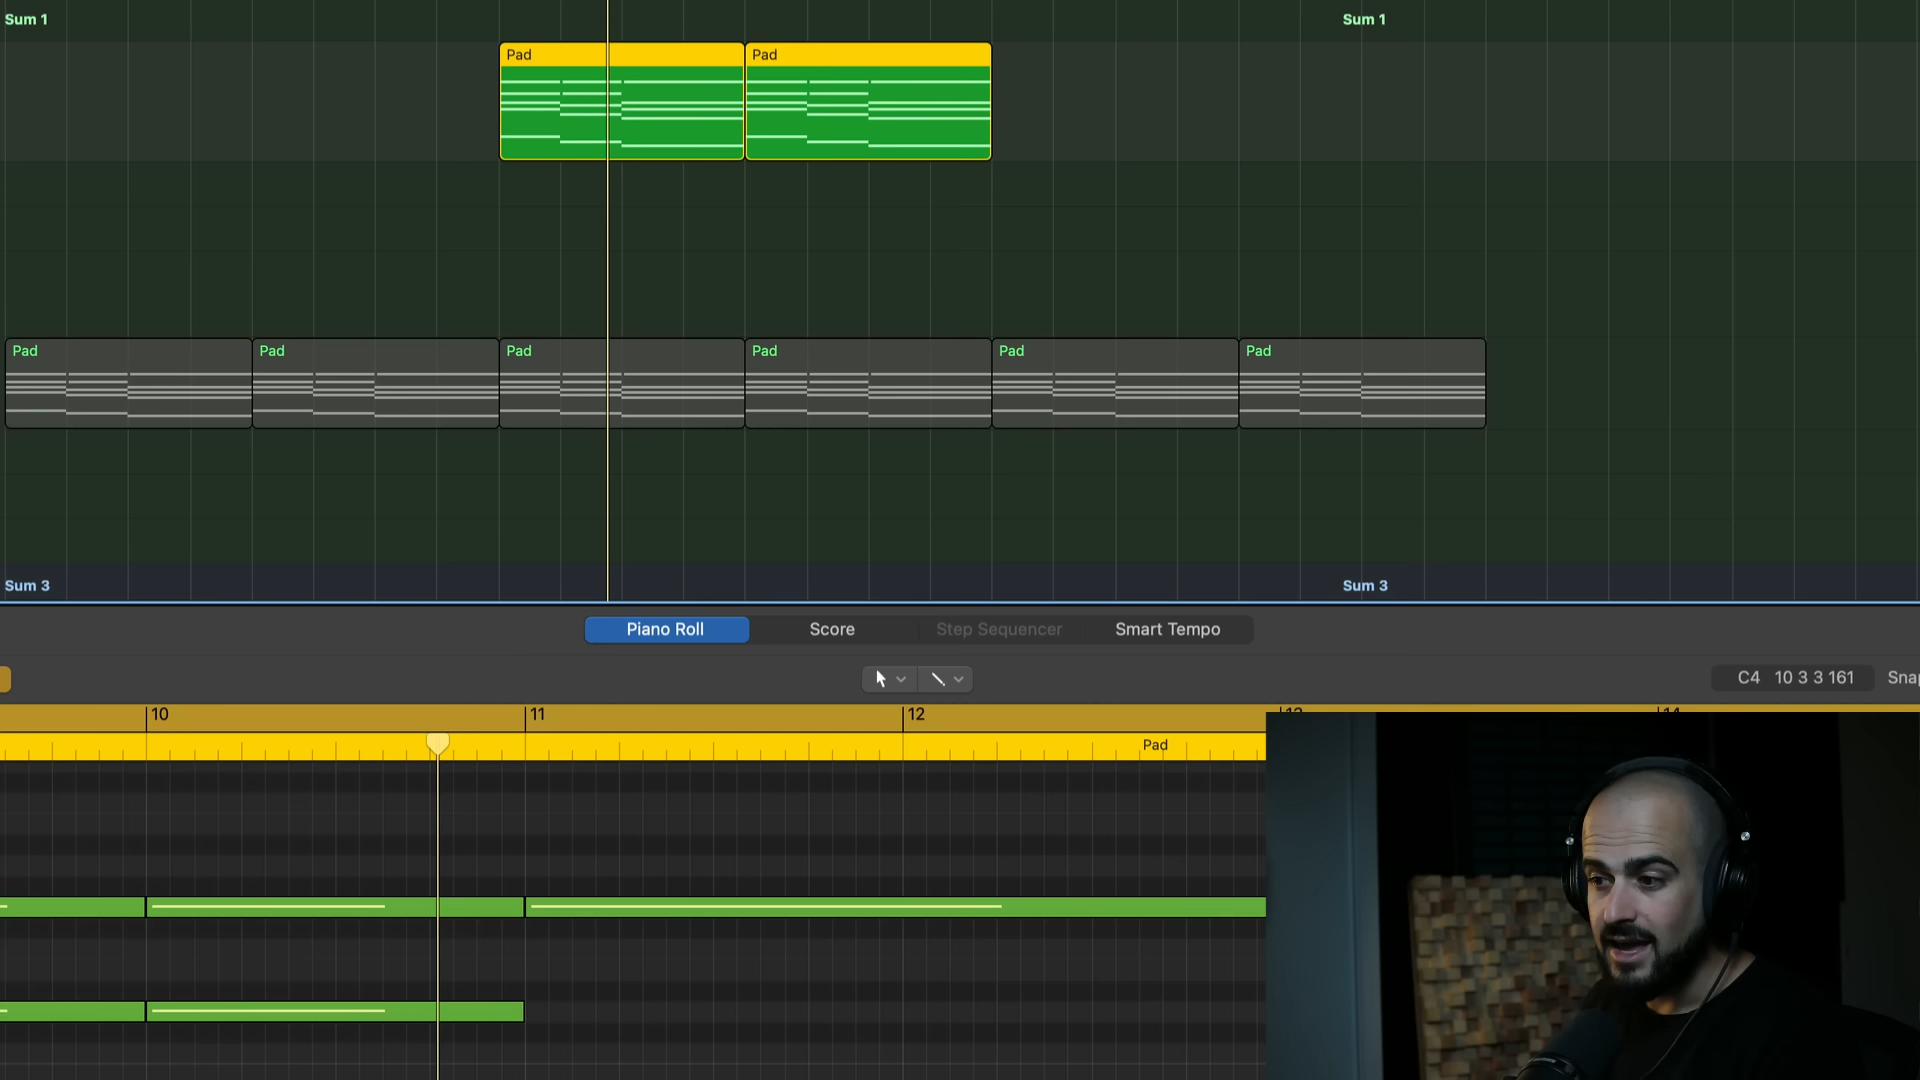 Sum 1 Sum 1
Pad Pad
Pad Pad Pad Pad Pad Pad
Sum 3 Sum 3
Piano Roll Score Step Sequencer Smart Tempo
C4 10 3 3 161
10 11 12
Pad